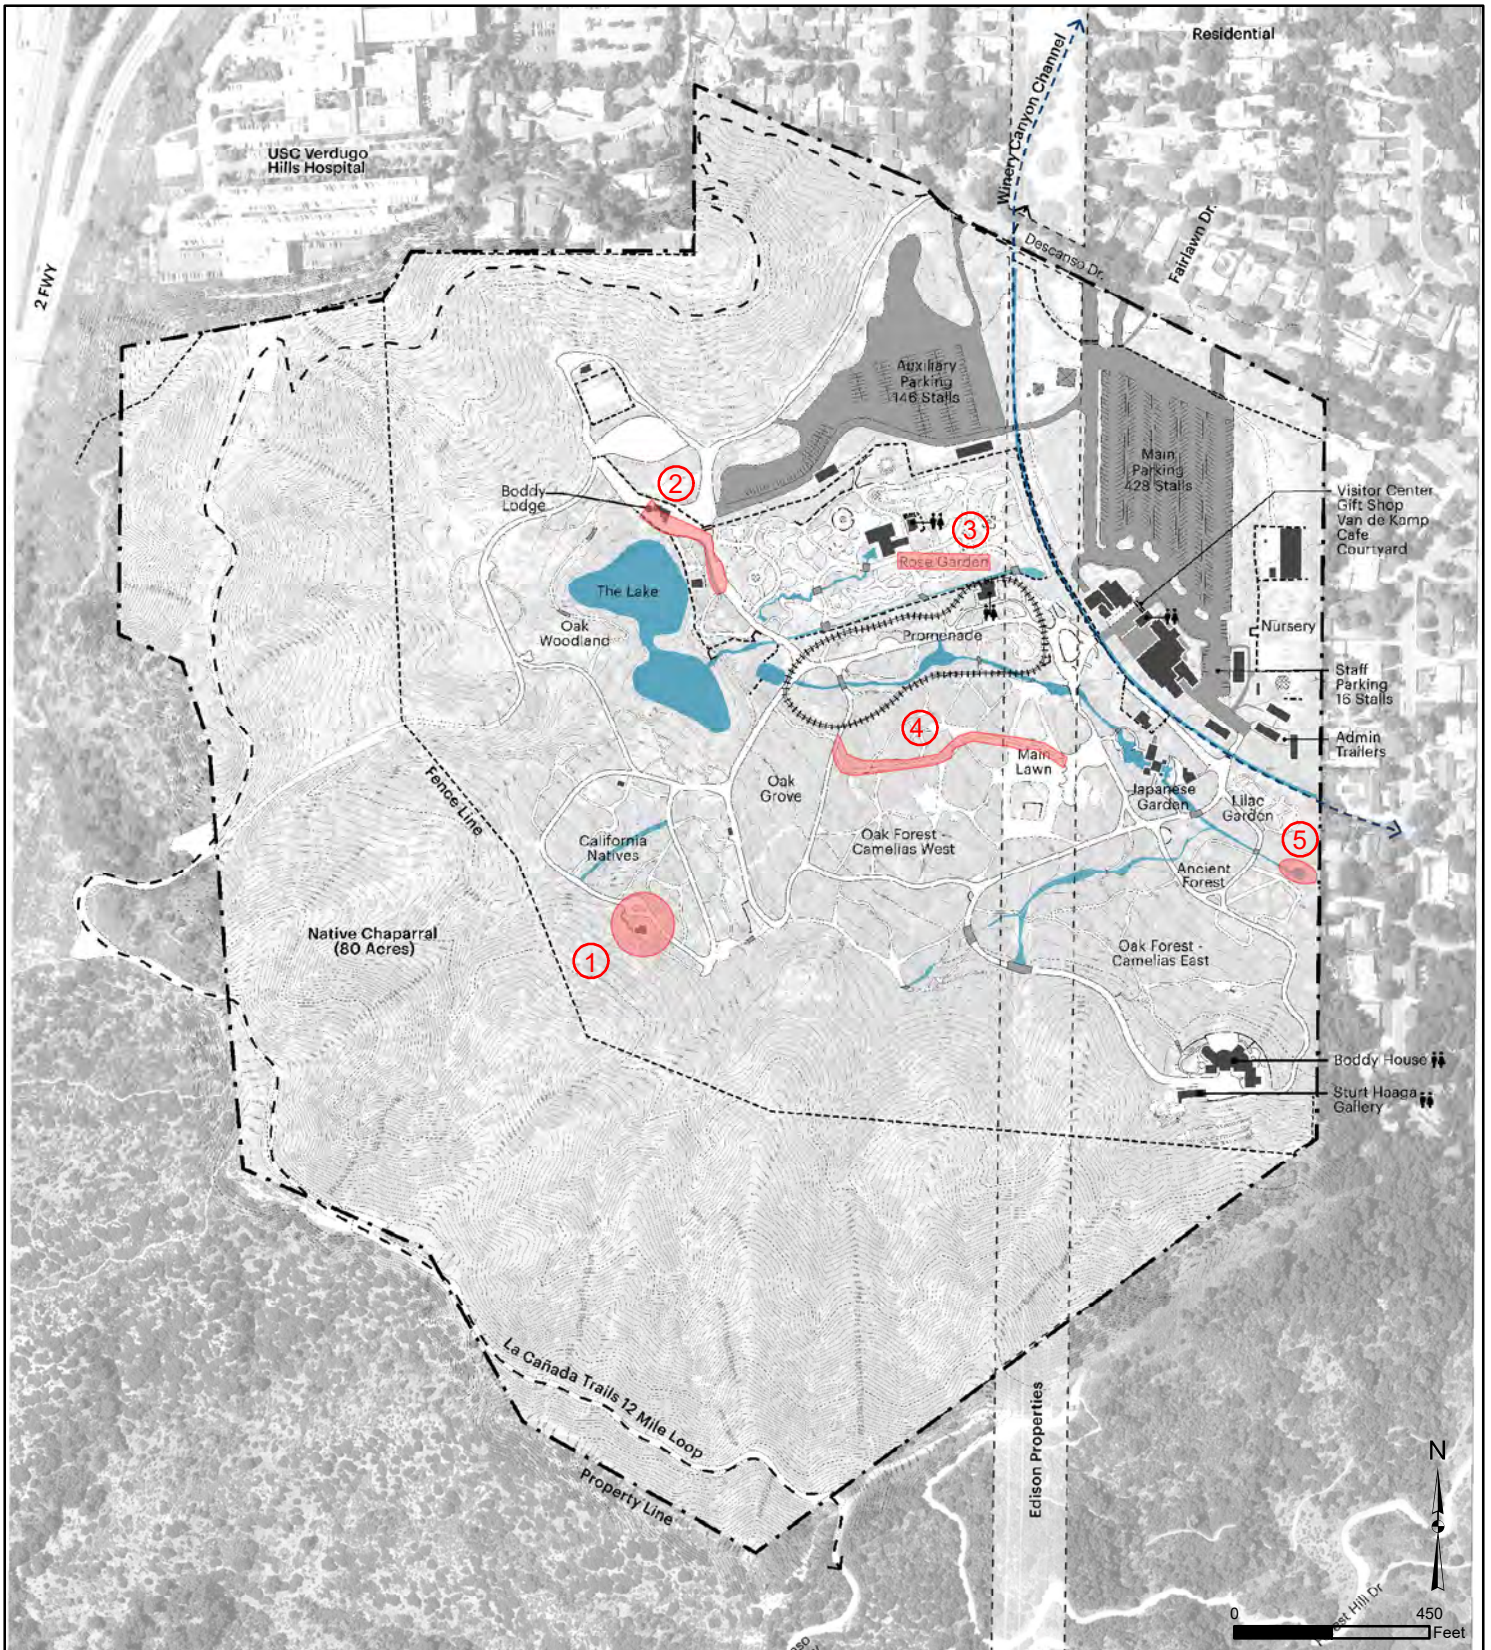 Residential
Winery Canyon Channel
USC Verdugo
Hills Hospital
Fairlawn Dr.
Descanso Dr.
2 FWY
Auxiliary
Parking
146 Stalls
Main
Parking
428 Stalls
2
Boddy
Lodge
Visitor Center
Gift Shop
Van de Kamp
Cafe
Courtyard
3
Rose Garden
The Lake
Oak
Woodland
Promenade
Nursery
Staff
Parking
16 Stalls
4
Admin
Trailers
Main
Lawn
Fence Line
Oak
Grove
Japanese
Garden
Lilac
Garden
California
Natives
Oak Forest -
Camelias West
5
Ancient
Forest
Native Chaparral
(80 Acres)
1
Oak Forest -
Camelias East
Boddy House
Sturt Haaga
Gallery
La Cañada Trails 12 Mile Loop
Property Line
Edison Properties
N
0 450
Feet
Hill Dr